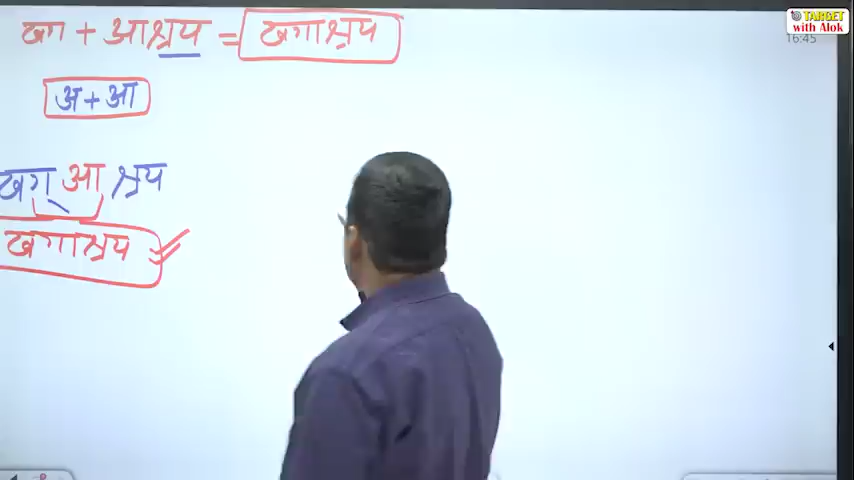 खग + आश्रय = खगाश्रय
अ + आ
खग् आ श्रय
खगाश्रय
TARGET
with Alok
16:45